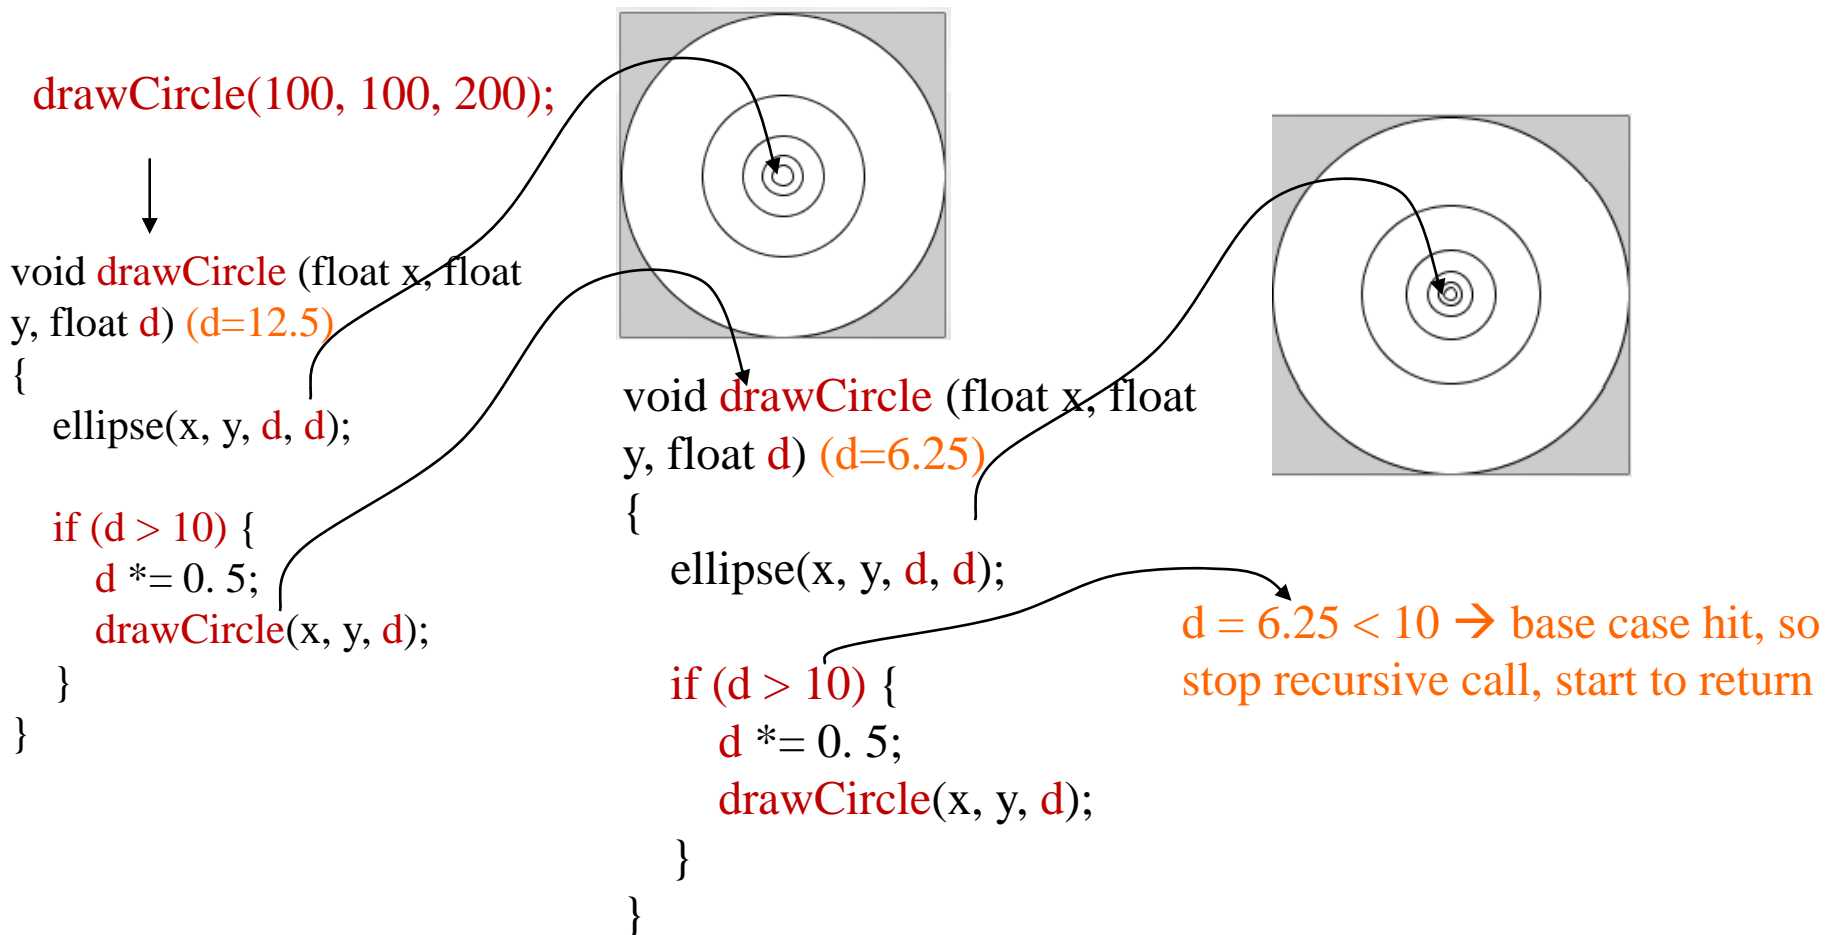 drawCircle(100, 100, 200);
void drawCircle (float x, float
y, float d) (d=12.5)
{
ellipse(x, y, d, d);
if (d > 10) {
d *= 0. 5;
drawCircle(x, y, d);
}
}
void drawCircle (float x, float
y, float d) (d=6.25)
{
ellipse(x, y, d, d);
if (d > 10) {
d *= 0. 5;
drawCircle(x, y, d);
}
}
d = 6.25 < 10 → base case hit, so
stop recursive call, start to return